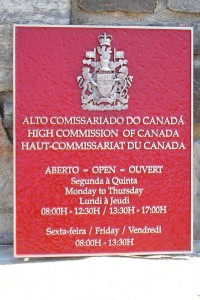 ALTO COMISSARIADO DO CANADÁ
HIGH COMMISSION OF CANADA
HAUT-COMMISSARIAT DU CANADA
ABERTO ~ OPEN ~ OUVERT
Segunda à Quinta
Monday to Thursday
Lundi à Jeudi
08:00H - 12:30H / 13:30H - 17:00H
Sexta-feira / Friday / Vendredi
08:00H - 13:30H